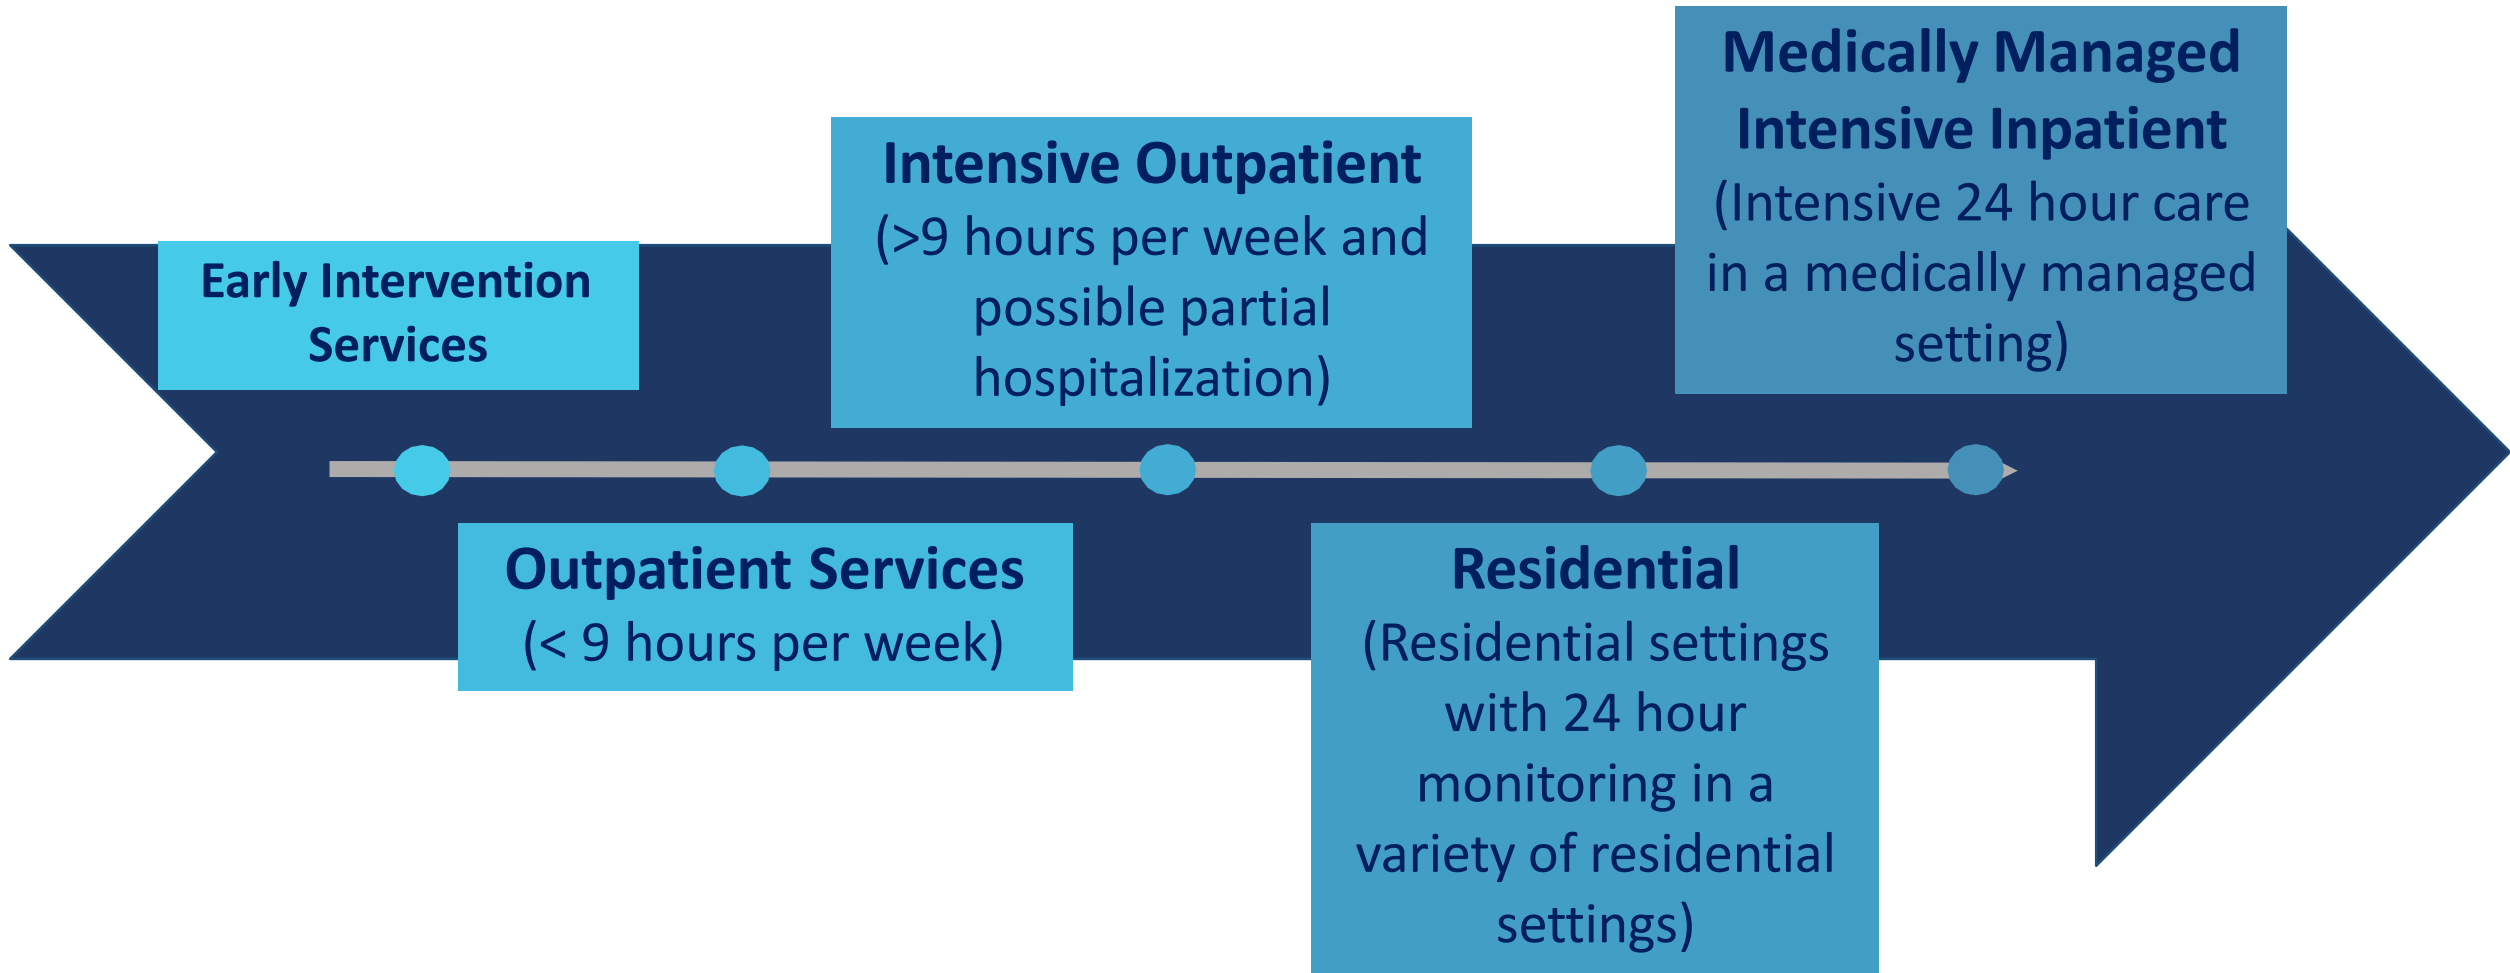 Early Intervention
Services
Outpatient Services
(< 9 hours per week)
Intensive Outpatient
(>9 hours per week and
possible partial
hospitalization)
Residential
(Residential settings
with 24 hour
monitoring in a
variety of residential
settings)
Medically Managed
Intensive Inpatient
(Intensive 24 hour care
in a medically managed
setting)